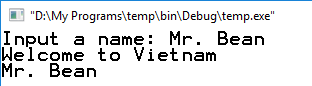 "D:\My Programs\temp\bin\Debug\temp.exe"
Input a name: Mr. Bean
Welcome to Vietnam
Mr. Bean